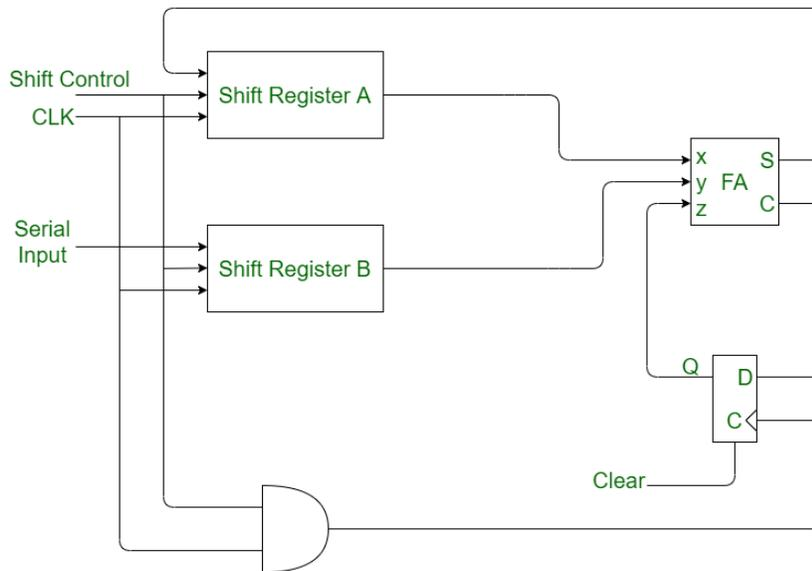 Shift Control
CLK
Shift Register A
x
y
z
FA
S
C
Serial
Input
Shift Register B
Q
D
C
Clear